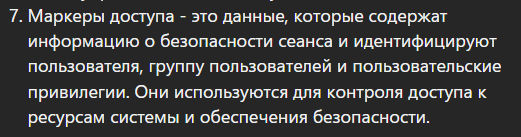 7. Маркеры доступа - это данные, которые содержат
информацию о безопасности сеанса и идентифицируют
пользователя, группу пользователей и пользовательские
привилегии. Они используются для контроля доступа к
ресурсам системы и обеспечения безопасности.